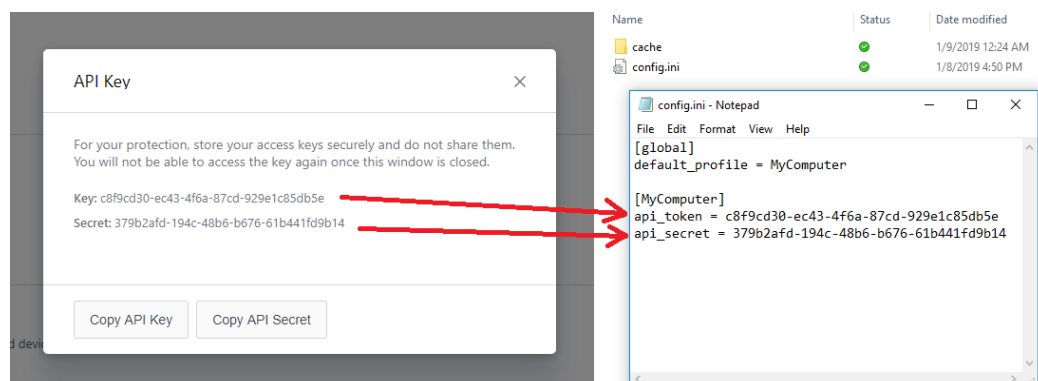 API Key
For your protection, store your access keys securely and do not share them.
You will not be able to access the key again once this window is closed.
Key: c8f9cd30-ec43-4f6a-87cd-929e1c85db5e
Secret: 379b2afd-194c-48b6-b676-61b441fd9b14
Copy API Key Copy API Secret
d devi
Name Status Date modified
cache 1/9/2019 12:24 AM
config.ini 1/8/2019 4:50 PM
config.ini - Notepad
File Edit Format View Help
[global]
default_profile = MyComputer
[MyComputer]
api_token = c8f9cd30-ec43-4f6a-87cd-929e1c85db5e
api_secret = 379b2afd-194c-48b6-b676-61b441fd9b14